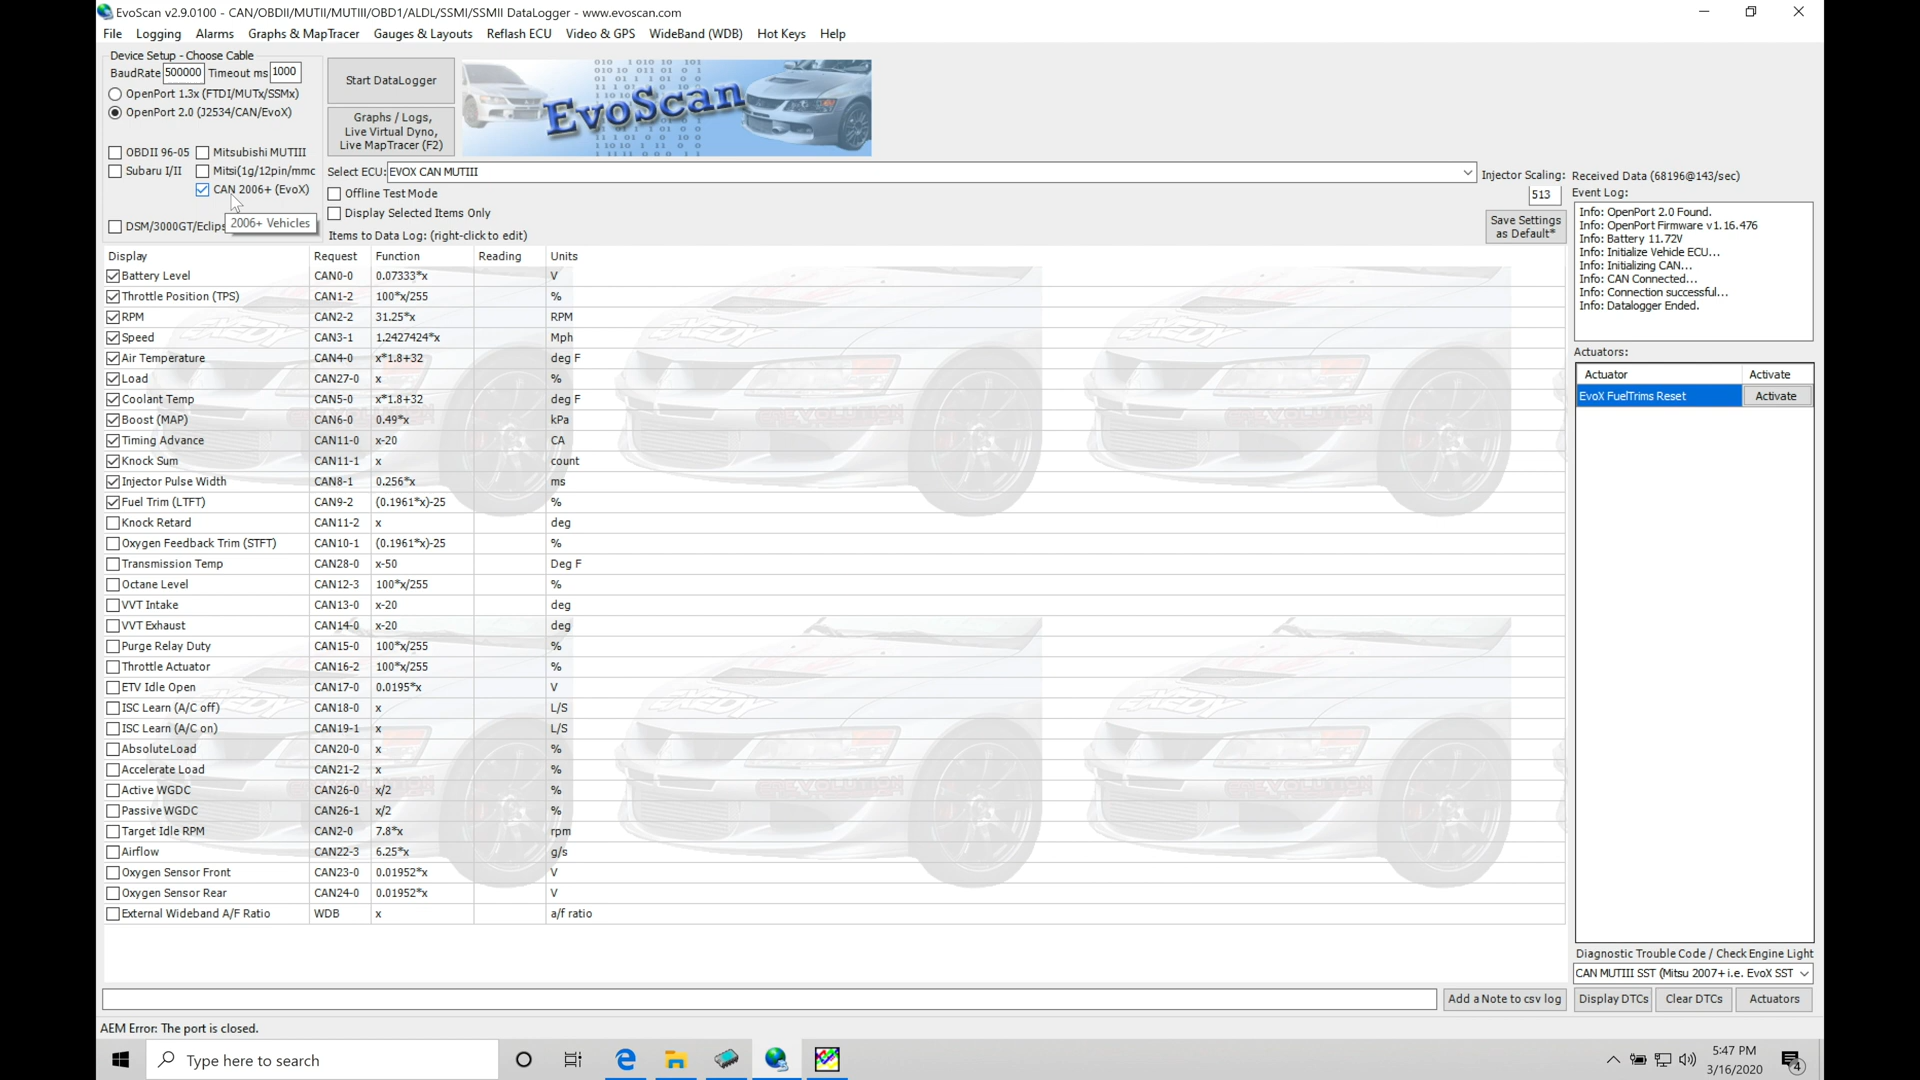 EvoScan v2.9.0100 - CAN/OBDII/MUTII/MUTIII/OBD1/ALDL/SSMI/SSMII DataLogger - www.evoscan.com
File Logging Alarms Graphs & MapTracer Gauges & Layouts Reflash ECU Video & GPS WideBand (WDB) Hot Keys Help
Device Setup - Choose Cable
BaudRate 500000 Timeout ms 1000
OpenPort 1.3x (FTDI/MUTx/SSMx)
OpenPort 2.0 (J2534/CAN/EvoX)
OBDII 96-05 Mitsubishi MUTIII
Subaru I/II Mitsi(1g/12pin/mmc
CAN 2006+ (EvoX)
2006+ Vehicles
DSM/3000GT/Eclips
Start DataLogger
Graphs / Logs,
Live Virtual Dyno,
Live MapTracer (F2)
EvoScan
Select ECU: EVOX CAN MUTIII
Offline Test Mode
Display Selected Items Only
Items to Data Log: (right-click to edit)
Injector Scaling:
513
Save Settings
as Default*
Received Data (68196@143/sec)
Event Log:
Info: OpenPort 2.0 Found.
Info: OpenPort Firmware v1.16.476
Info: Battery 11.72V
Info: Initialize Vehicle ECU...
Info: Initializing CAN...
Info: CAN Connected...
Info: Connection successful...
Info: Datalogger Ended.
Display Request Function Reading Units
Battery Level CAN0-0 0.07333*x V
Throttle Position (TPS) CAN1-2 100*x/255 %
RPM CAN2-2 31.25*x RPM
Speed CAN3-1 1.2427424*x Mph
Air Temperature CAN4-0 x*1.8+32 deg F
Load CAN27-0 x %
Coolant Temp CAN5-0 x*1.8+32 deg F
Boost (MAP) CAN6-0 0.49*x kPa
Timing Advance CAN11-0 x-20 CA
Knock Sum CAN11-1 x count
Injector Pulse Width CAN8-1 0.256*x ms
Fuel Trim (LTFT) CAN9-2 (0.1961*x)-25 %
Knock Retard CAN11-2 x deg
Oxygen Feedback Trim (STFT) CAN10-1 (0.1961*x)-25 %
Transmission Temp CAN28-0 x-50 Deg F
Octane Level CAN12-3 100*x/255 %
VVT Intake CAN13-0 x-20 deg
VVT Exhaust CAN14-0 x-20 deg
Purge Relay Duty CAN15-0 100*x/255 %
Throttle Actuator CAN16-2 100*x/255 %
ETV Idle Open CAN17-0 0.0195*x V
ISC Learn (A/C off) CAN18-0 x L/S
ISC Learn (A/C on) CAN19-1 x L/S
AbsoluteLoad CAN20-0 x %
Accelerate Load CAN21-2 x %
Active WGDC CAN26-0 x/2 %
Passive WGDC CAN26-1 x/2 %
Target Idle RPM CAN2-0 7.8*x rpm
Airflow CAN22-3 6.25*x g/s
Oxygen Sensor Front CAN23-0 0.01952*x V
Oxygen Sensor Rear CAN24-0 0.01952*x V
External Wideband A/F Ratio WDB x a/f ratio
Actuators:
Actuator Activate
EvoX FuelTrims Reset Activate
Diagnostic Trouble Code / Check Engine Light
CAN MUTIII SST (Mitsu 2007+ i.e. EvoX SST
Add a Note to csv log Display DTCs Clear DTCs Actuators
AEM Error: The port is closed.
Type here to search
5:47 PM
3/16/2020
4